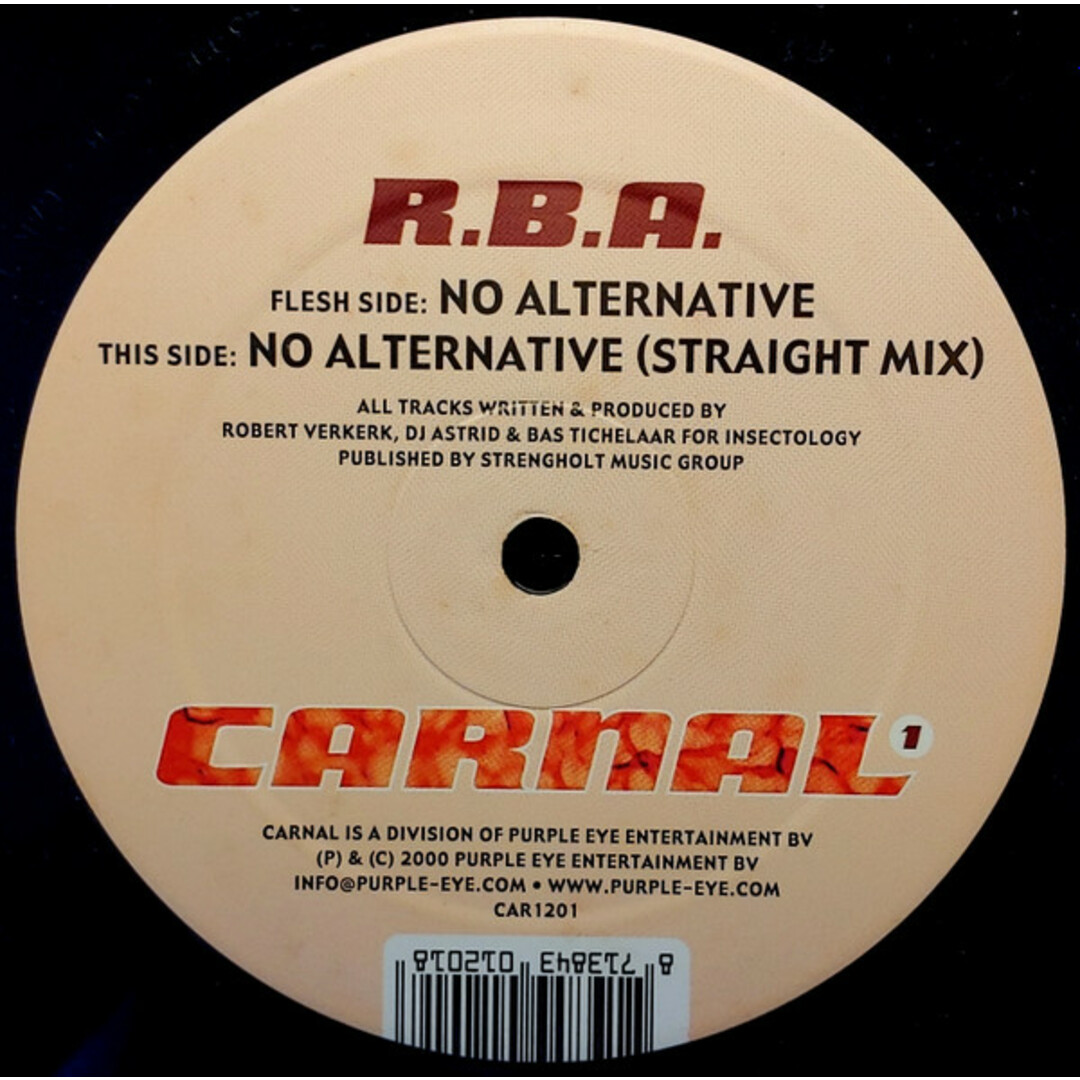 R.B.A.
FLESH SIDE: NO ALTERNATIVE
THIS SIDE: NO ALTERNATIVE (STRAIGHT MIX)
ALL TRACKS WRITTEN & PRODUCED BY
ROBERT VERKERK, DJ ASTRID & BAS TICHELAAR FOR INSECTOLOGY
PUBLISHED BY STRENGHOLT MUSIC GROUP
CARNAL 1
CARNAL IS A DIVISION OF PURPLE EYE ENTERTAINMENT BV
(P) & (C) 2000 PURPLE EYE ENTERTAINMENT BV
INFO@PURPLE-EYE.COM • WWW.PURPLE-EYE.COM
CAR1201
8 713843 012018